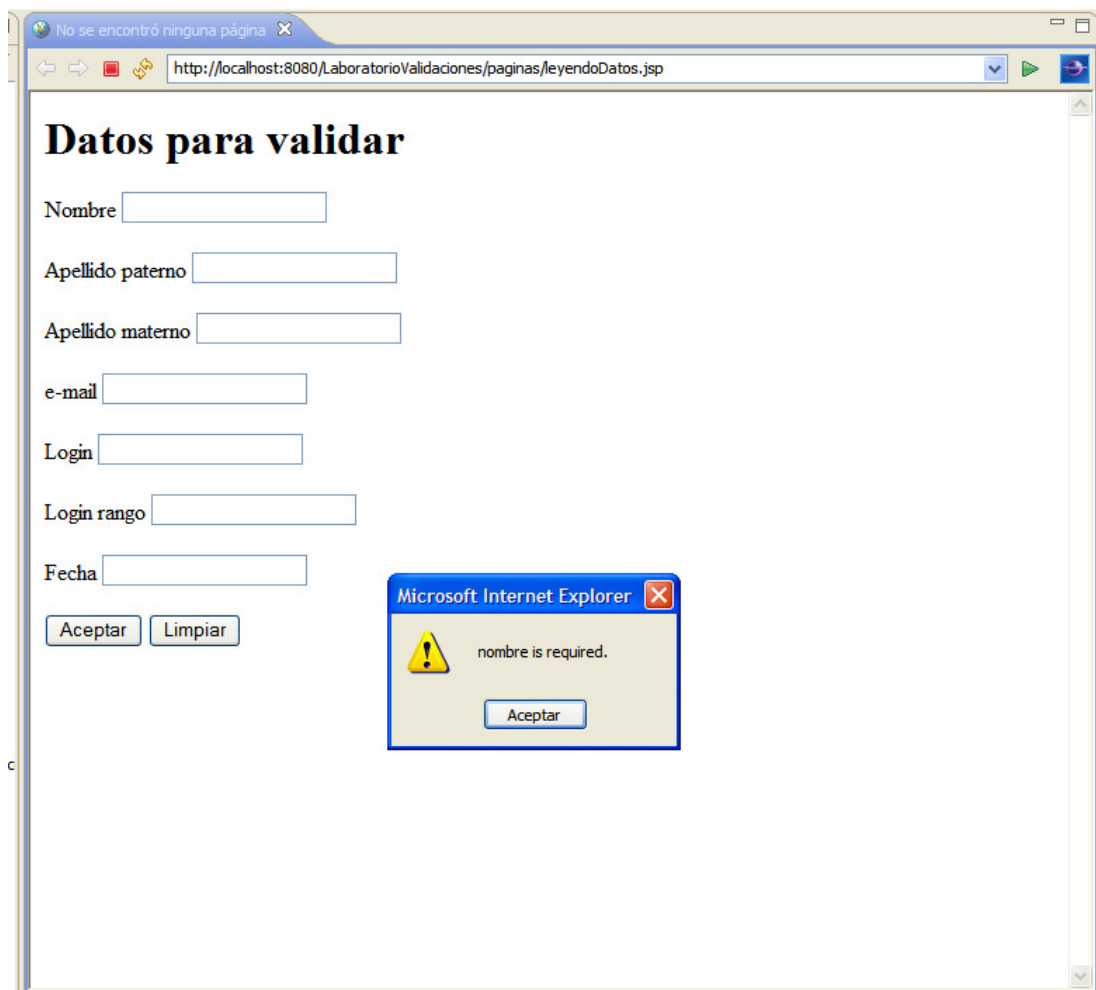 No se encontró ninguna página
http://localhost:8080/LaboratorioValidaciones/paginas/leyendoDatos.jsp
Datos para validar
Nombre
Apellido paterno
Apellido materno
e-mail
Login
Login rango
Fecha
Aceptar Limpiar
Microsoft Internet Explorer
nombre is required.
Aceptar